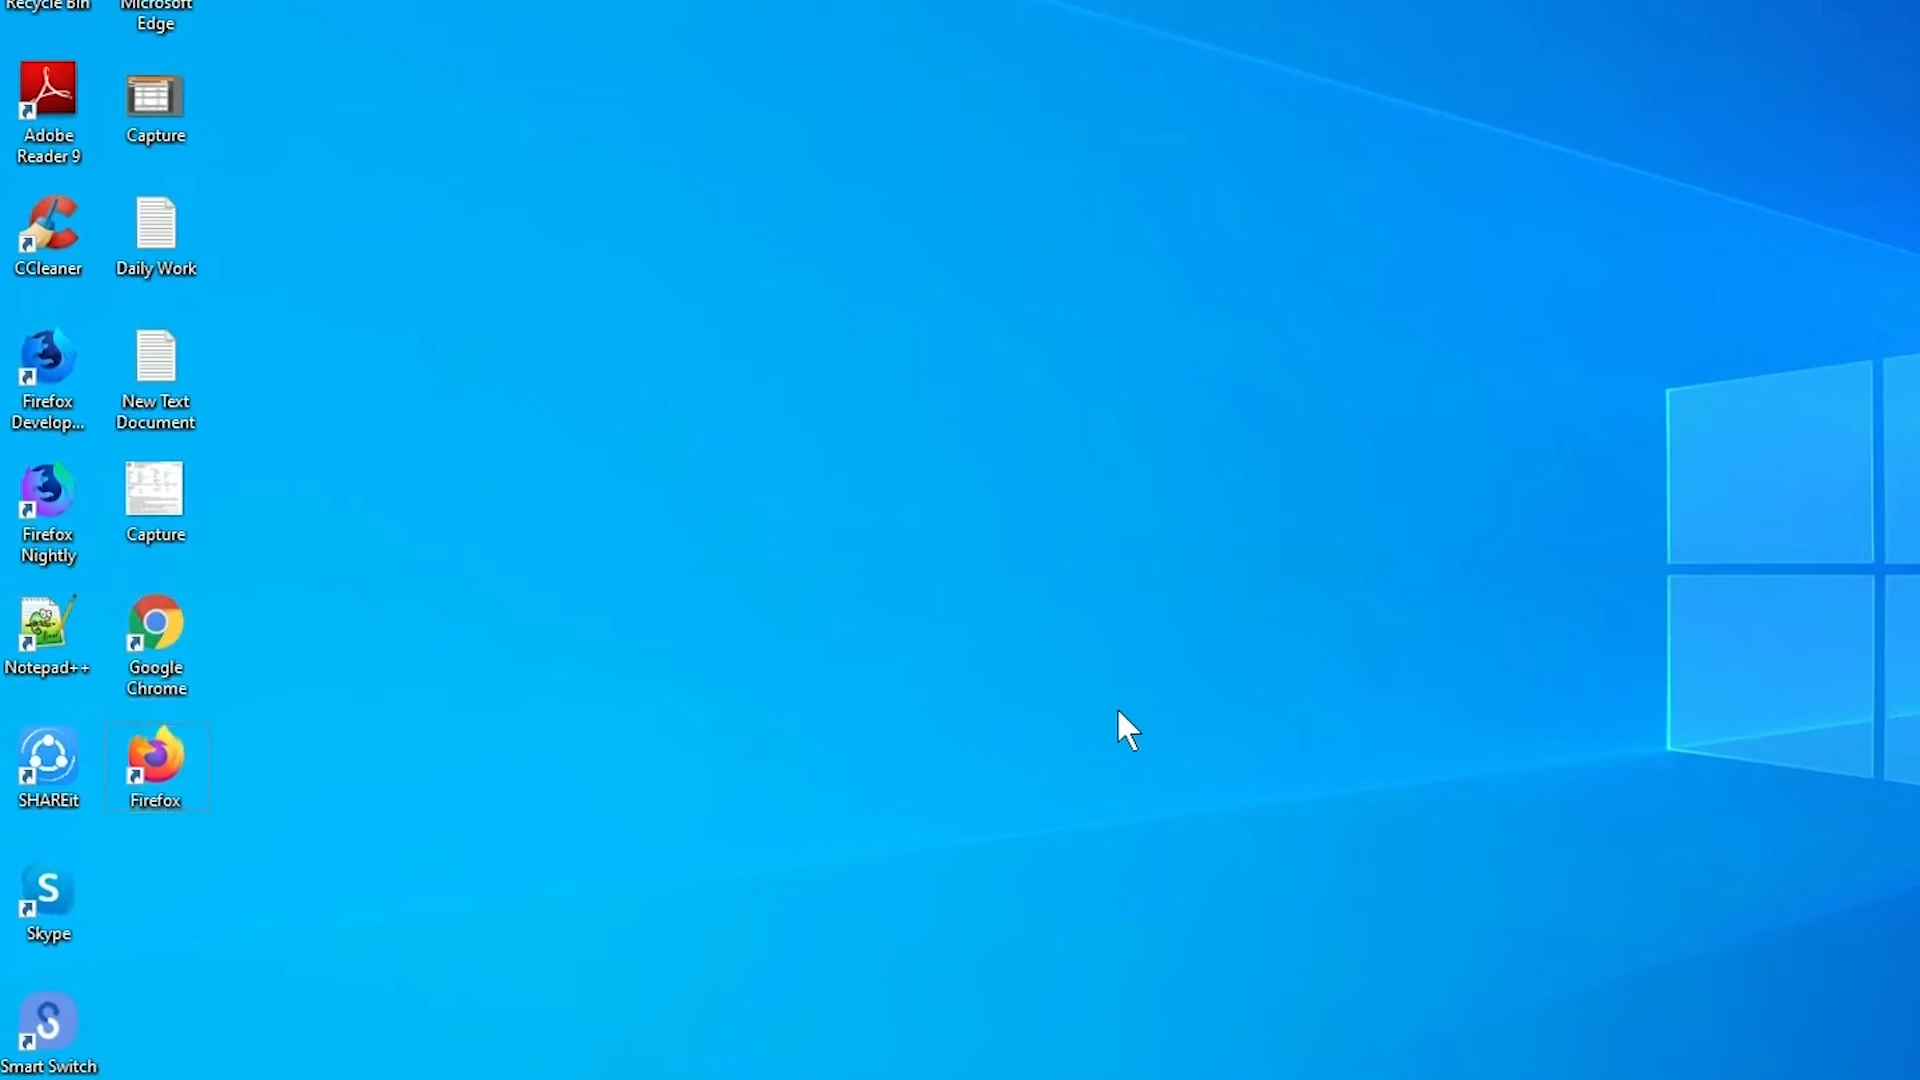 Recycle Bin
Microsoft
Edge
Adobe
Reader 9
Capture
CCleaner
Daily Work
Firefox
Develop...
New Text
Document
Firefox
Nightly
Capture
Notepad++
Google
Chrome
SHAREit
Firefox
Skype
Smart Switch